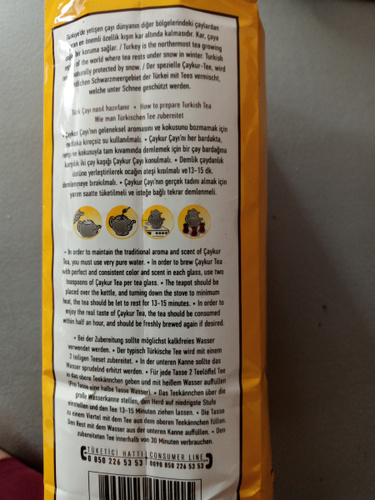 Türkiye'de yetişen çayı dünyanın diğer bölgelerindeki çaylardan
en önemli özellik kışın kar altında kalmasıdır. Kar, çaya
bir koruma sağlar. / Turkey is the northernmost tea growing
of the world where tea rests under snow in winter. Turkish
naturally protected by snow. / Der spezielle Çaykur-Tee,
dlichen Schwarzmeergebiet der Türkei mit Tees vermischt,
welche unter Schnee geschützt werden.
Türk Çayı nasıl hazırlanır • How to prepare Turkish Tea
Wie man Türkischen Tee zubereitet
• Çaykur Çayı'nın geleneksel aromasını ve kokusunu bozmamak için
mutlaka kireçsiz su kullanılmalı. • Çaykur Çayı'nı her bardakta,
renk ve kokusuyla tam kıvamında demlemek için bir çay bardağına
karşılık iki çay kaşığı Çaykur Çayı konulmalı. • Demlik çaydanlık
üstüne yerleştirilerek ocağın ateşi kısılmalı ve 13-15 dk.
demlenmeye bırakılmalı. • Çaykur Çayı'nın gerçek tadını almak için
yarım saatte tüketilmeli ve isteğe bağlı tekrar demlenmeli.
• In order to maintain the traditional aroma and scent of Çaykur
Tea, you must use very pure water. • In order to brew Çaykur Tea
with perfect and consistent color and scent in each glass, use two
teaspoons of Çaykur Tea per tea glass. • The teapot should be
placed over the kettle, and turning down the stove to minimum
heat, the tea should be let to rest for 13-15 minutes. • In order to
enjoy the real taste of Çaykur Tea, the tea should be consumed
within half an hour, and should be freshly brewed again if desired.
• Bei der Zubereitung sollte möglichst kalkfreies Wasser
verwendet werden. • Der typisch Türkische Tee wird mit einem
2 teiligen Teeset zubereitet. • In der unteren Kanne sollte das
Wasser sprudelnd erhitzt werden. • Für jede Tasse 2 Teelöffel Tee
in das obere Teekännchen geben und mit heißem Wasser auffüllen
(Pro Tasse eine halbe Tasse Wasser). • Das Teekännchen über die
große Wasserkanne stellen, den Herd auf niedrigste Stufe
einstellen und den Tee 13-15 Minuten ziehen lassen. • Die Tasse
zu einem Viertel mit dem Tee aus dem oberen Teekännchen füllen.
Den Rest mit dem Wasser aus der unteren Kanne auffüllen. • Den
zubereiteten Tee innerhalb von 30 Minuten verbrauchen.
TÜKETİCİ HATTI CONSUMER LINE
0 850 226 53 53 0090 850 226 53 53